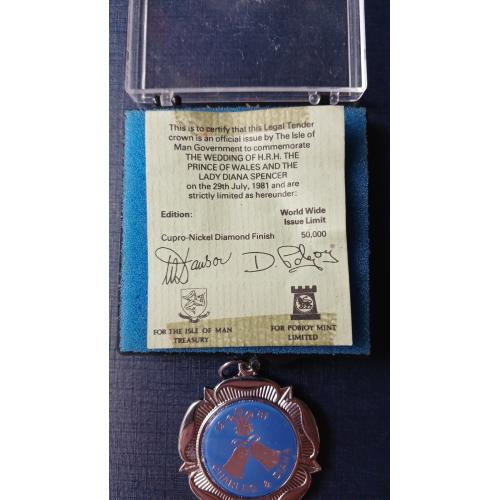 This is to certify that this Legal Tender
crown is an official issue by The Isle of
Man Government to commemorate
THE WEDDING OF H.R.H. THE
PRINCE OF WALES AND THE
LADY DIANA SPENCER
on the 29th July, 1981 and are
strictly limited as hereunder:
Edition: World Wide
Issue Limit
Cupro-Nickel Diamond Finish 50,000
D. Pobjoy
FOR THE ISLE OF MAN
TREASURY
FOR POBJOY MINT
LIMITED
CHARLES & DIANA